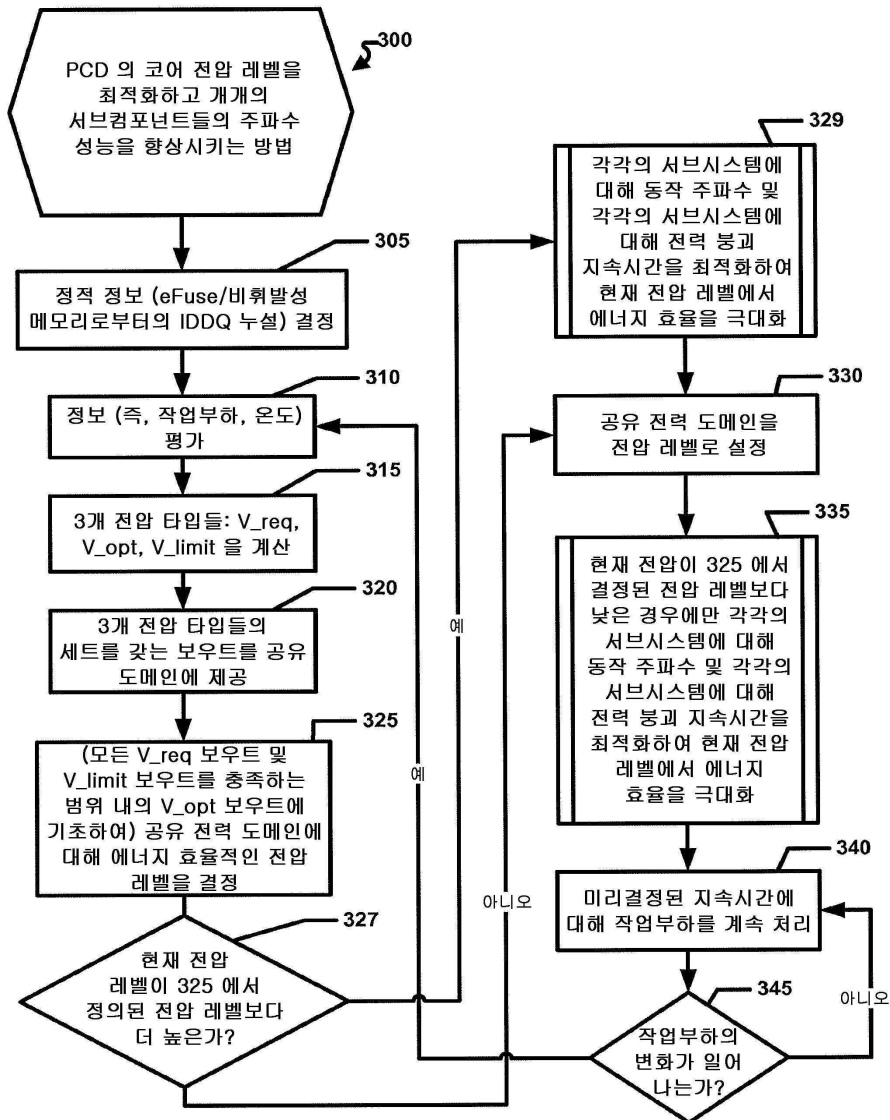 300
PCD 의 코어 전압 레벨을
최적화하고 개개의
서브컴포넌트들의 주파수
성능을 향상시키는 방법
305
정적 정보 (eFuse/비휘발성
메모리로부터의 IDDQ 누설) 결정
310
정보 (즉, 작업부하, 온도)
평가
315
3개 전압 타입들: V_req,
V_opt, V_limit 을 계산
320
3개 전압 타입들의
세트를 갖는 보우트를 공유
도메인에 제공
325
(모든 V_req 보우트 및
V_limit 보우트를 충족하는
범위 내의 V_opt 보우트에
기초하여) 공유 전력 도메인에
대해 에너지 효율적인 전압
레벨을 결정
327
현재 전압
레벨이 325 에서
정의된 전압 레벨보다
더 높은가?
예
아니오
329
각각의 서브시스템에
대해 동작 주파수 및
각각의 서브시스템에
대해 전력 붕괴
지속시간을 최적화하여
현재 전압 레벨에서
에너지 효율을 극대화
330
공유 전력 도메인을
전압 레벨로 설정
335
현재 전압이 325 에서
결정된 전압 레벨보다
낮은 경우에만 각각의
서브시스템에 대해
동작 주파수 및 각각의
서브시스템에 대해
전력 붕괴 지속시간을
최적화하여 현재 전압
레벨에서 에너지
효율을 극대화
340
미리결정된 지속시간에
대해 작업부하를 계속 처리
345
작업부하의
변화가 일어
나는가?
예
아니오